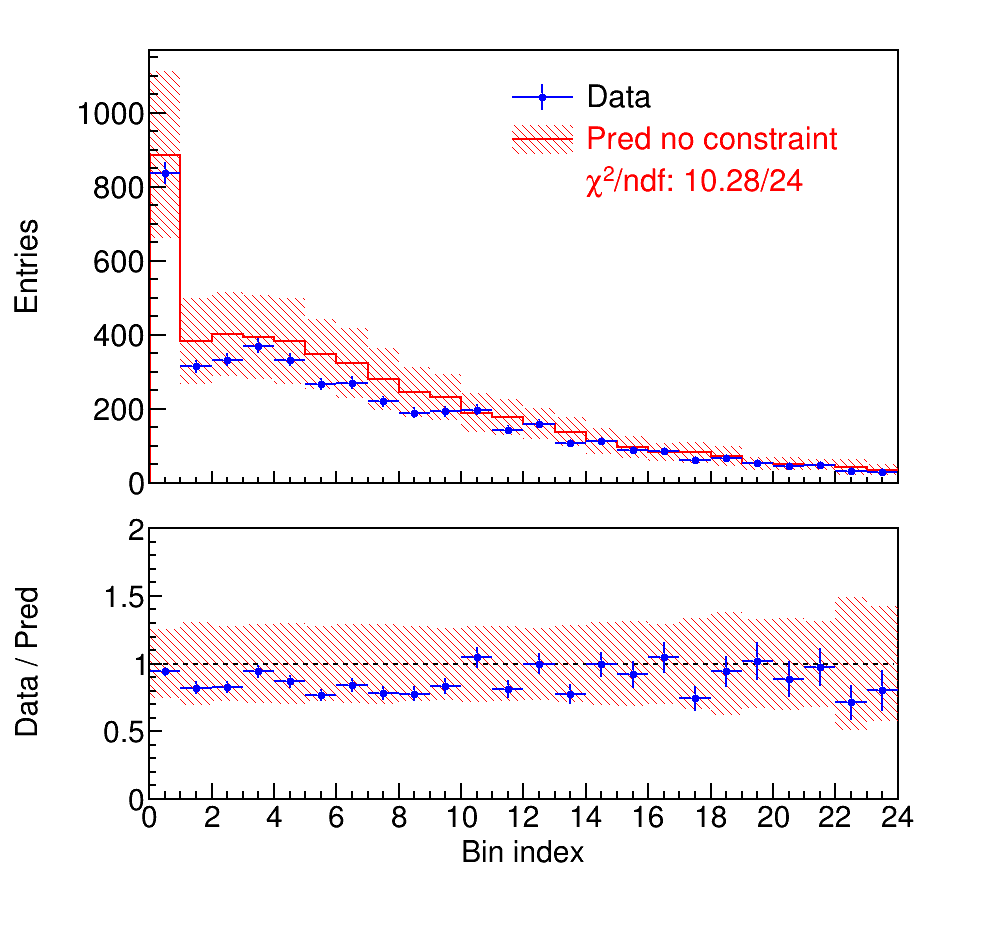 Entries
1000
800
600
400
200
0
Data
Pred no constraint
χ²/ndf: 10.28/24
Data / Pred
2
1.5
1
0.5
0
0 2 4 6 8 10 12 14 16 18 20 22 24
Bin index